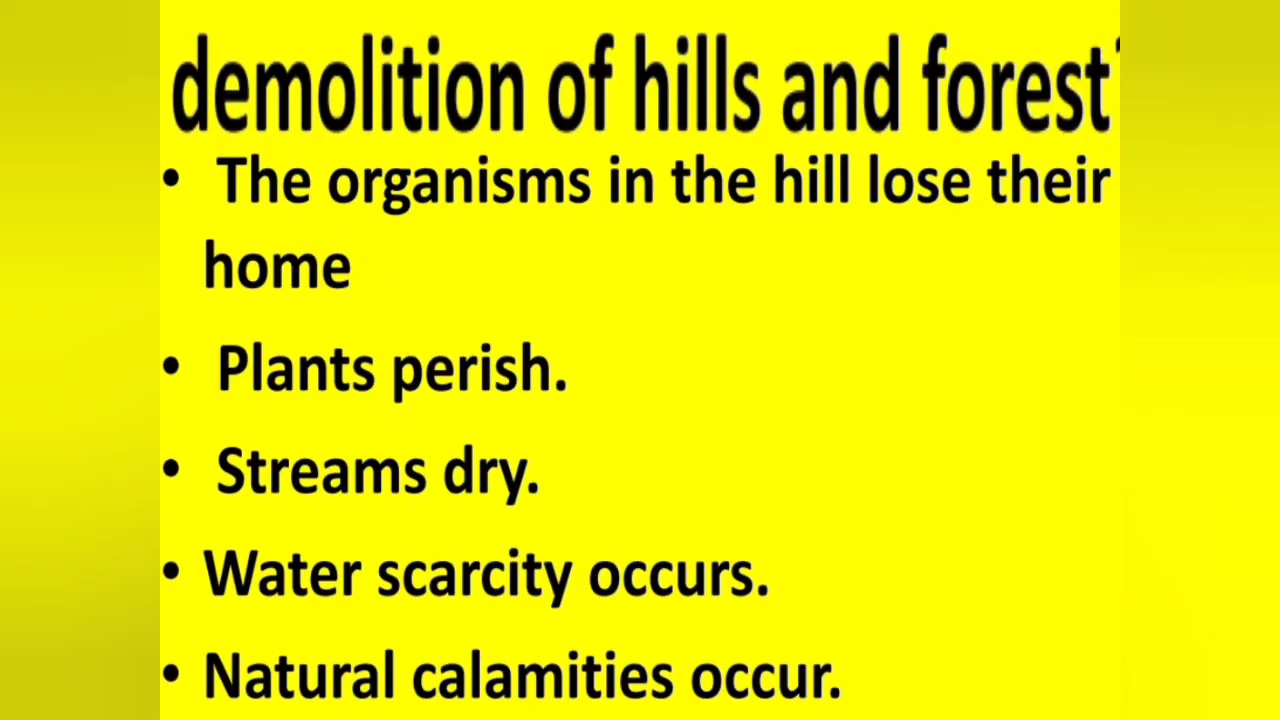 demolition of hills and forest
• The organisms in the hill lose their
home
• Plants perish.
• Streams dry.
• Water scarcity occurs.
• Natural calamities occur.